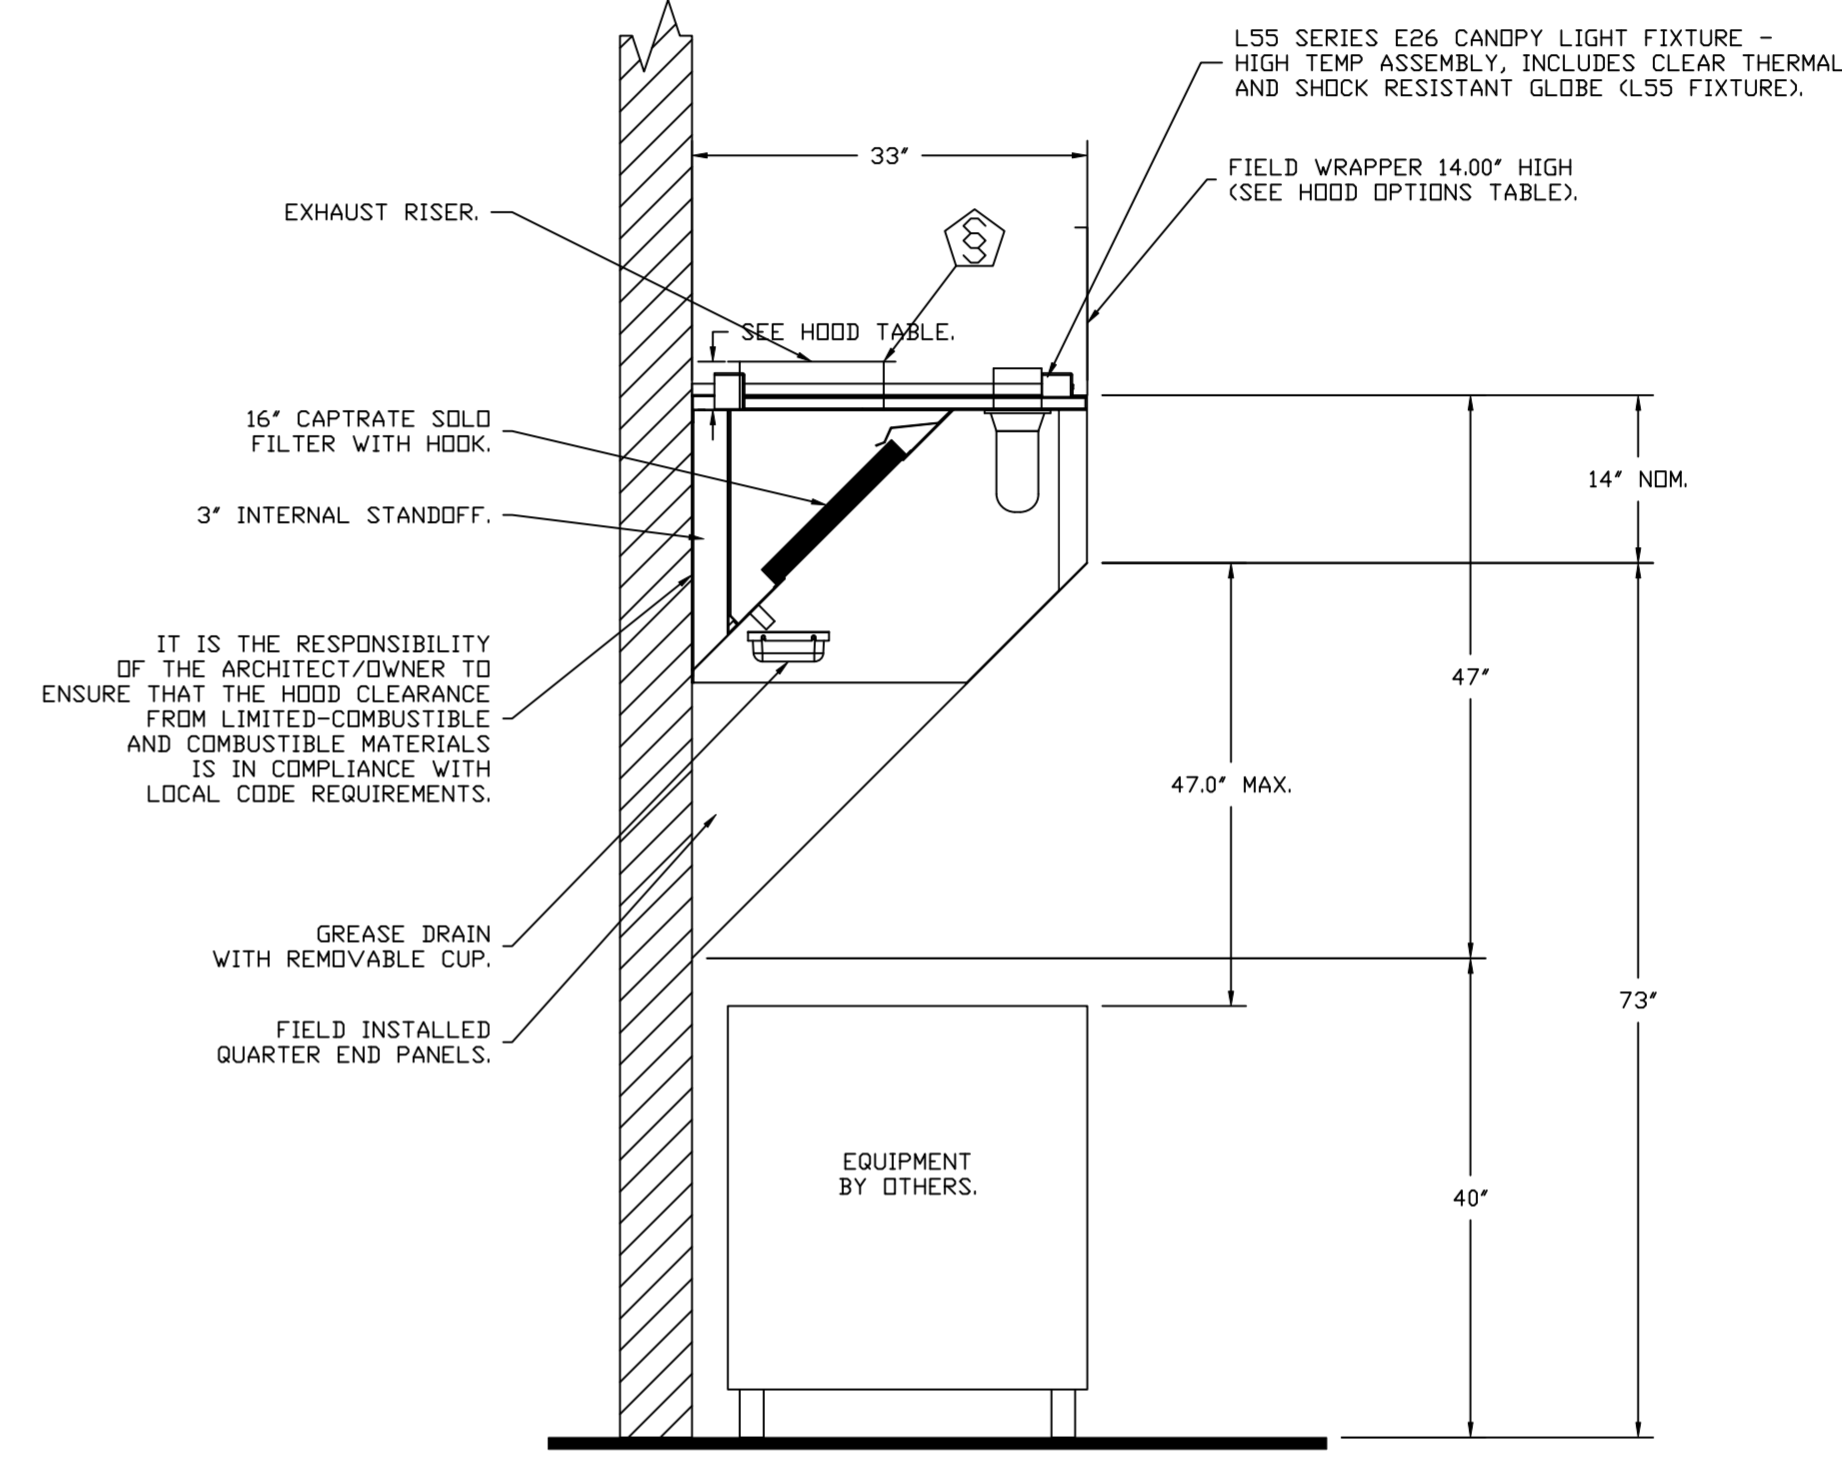 L55 SERIES E26 CANOPY LIGHT FIXTURE -
HIGH TEMP ASSEMBLY, INCLUDES CLEAR THERMAL
AND SHOCK RESISTANT GLOBE (L55 FIXTURE).
33"
FIELD WRAPPER 14.00" HIGH
(SEE HOOD OPTIONS TABLE).
EXHAUST RISER.
SEE HOOD TABLE.
16" CAPTRATE SOLO
FILTER WITH HOOK.
14" NOM.
3" INTERNAL STANDOFF.
IT IS THE RESPONSIBILITY
OF THE ARCHITECT/OWNER TO
ENSURE THAT THE HOOD CLEARANCE
FROM LIMITED-COMBUSTIBLE
AND COMBUSTIBLE MATERIALS
IS IN COMPLIANCE WITH
LOCAL CODE REQUIREMENTS.
47"
47.0" MAX.
GREASE DRAIN
WITH REMOVABLE CUP.
73"
FIELD INSTALLED
QUARTER END PANELS.
EQUIPMENT
BY OTHERS.
40"